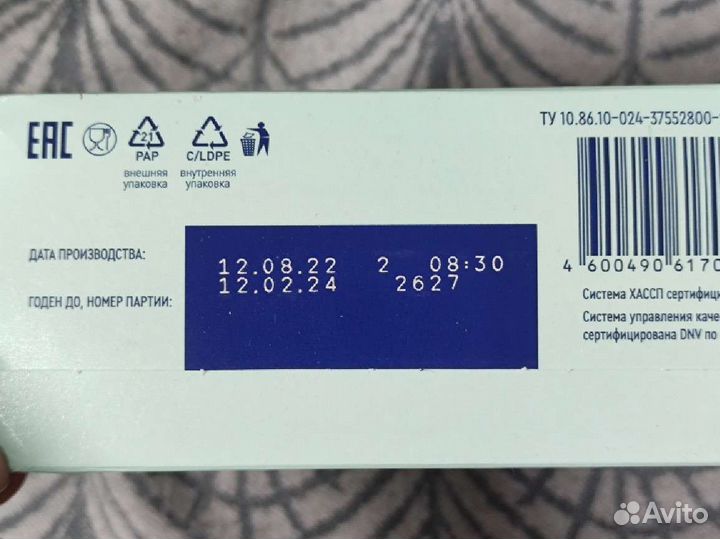 ТУ 10.86.10-024-37552800-
EAC
21
PAP
внешняя
упаковка
C/LDPE
внутренняя
упаковка
ДАТА ПРОИЗВОДСТВА:
12.08.22 2 08:30
ГОДЕН ДО, НОМЕР ПАРТИИ:
12.02.24 2627
4 600490 6170
Система ХАССП сертифиц
Система управления каче
сертифицирована DNV по
Avito